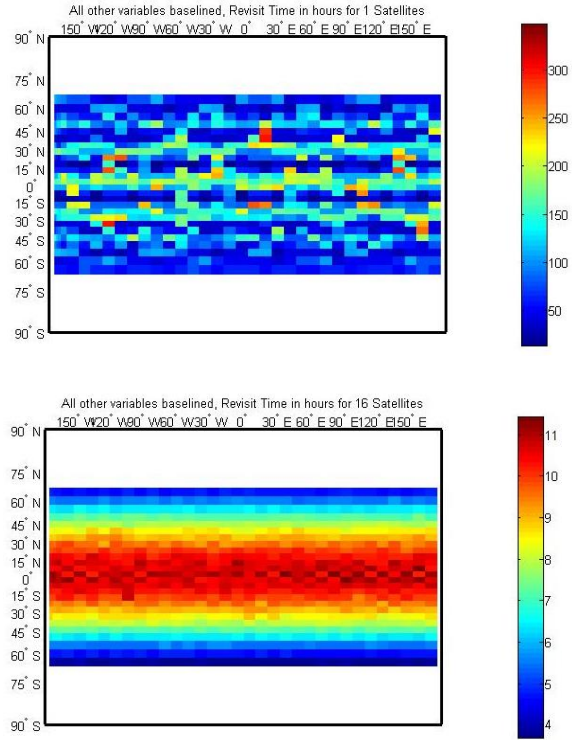 All other variables baselined, Revisit Time in hours for 1 Satellites
150° W120° W90° W60° W30° W 0° 30° E 60° E 90° E120° E150° E
90° N
75° N
60° N
45° N
30° N
15° N
0°
15° S
30° S
45° S
60° S
75° S
90° S
300
250
200
150
100
50
All other variables baselined, Revisit Time in hours for 16 Satellites
150° W120° W90° W60° W30° W 0° 30° E 60° E 90° E120° E150° E
90° N
75° N
60° N
45° N
30° N
15° N
0°
15° S
30° S
45° S
60° S
75° S
90° S
11
10
9
8
7
6
5
4